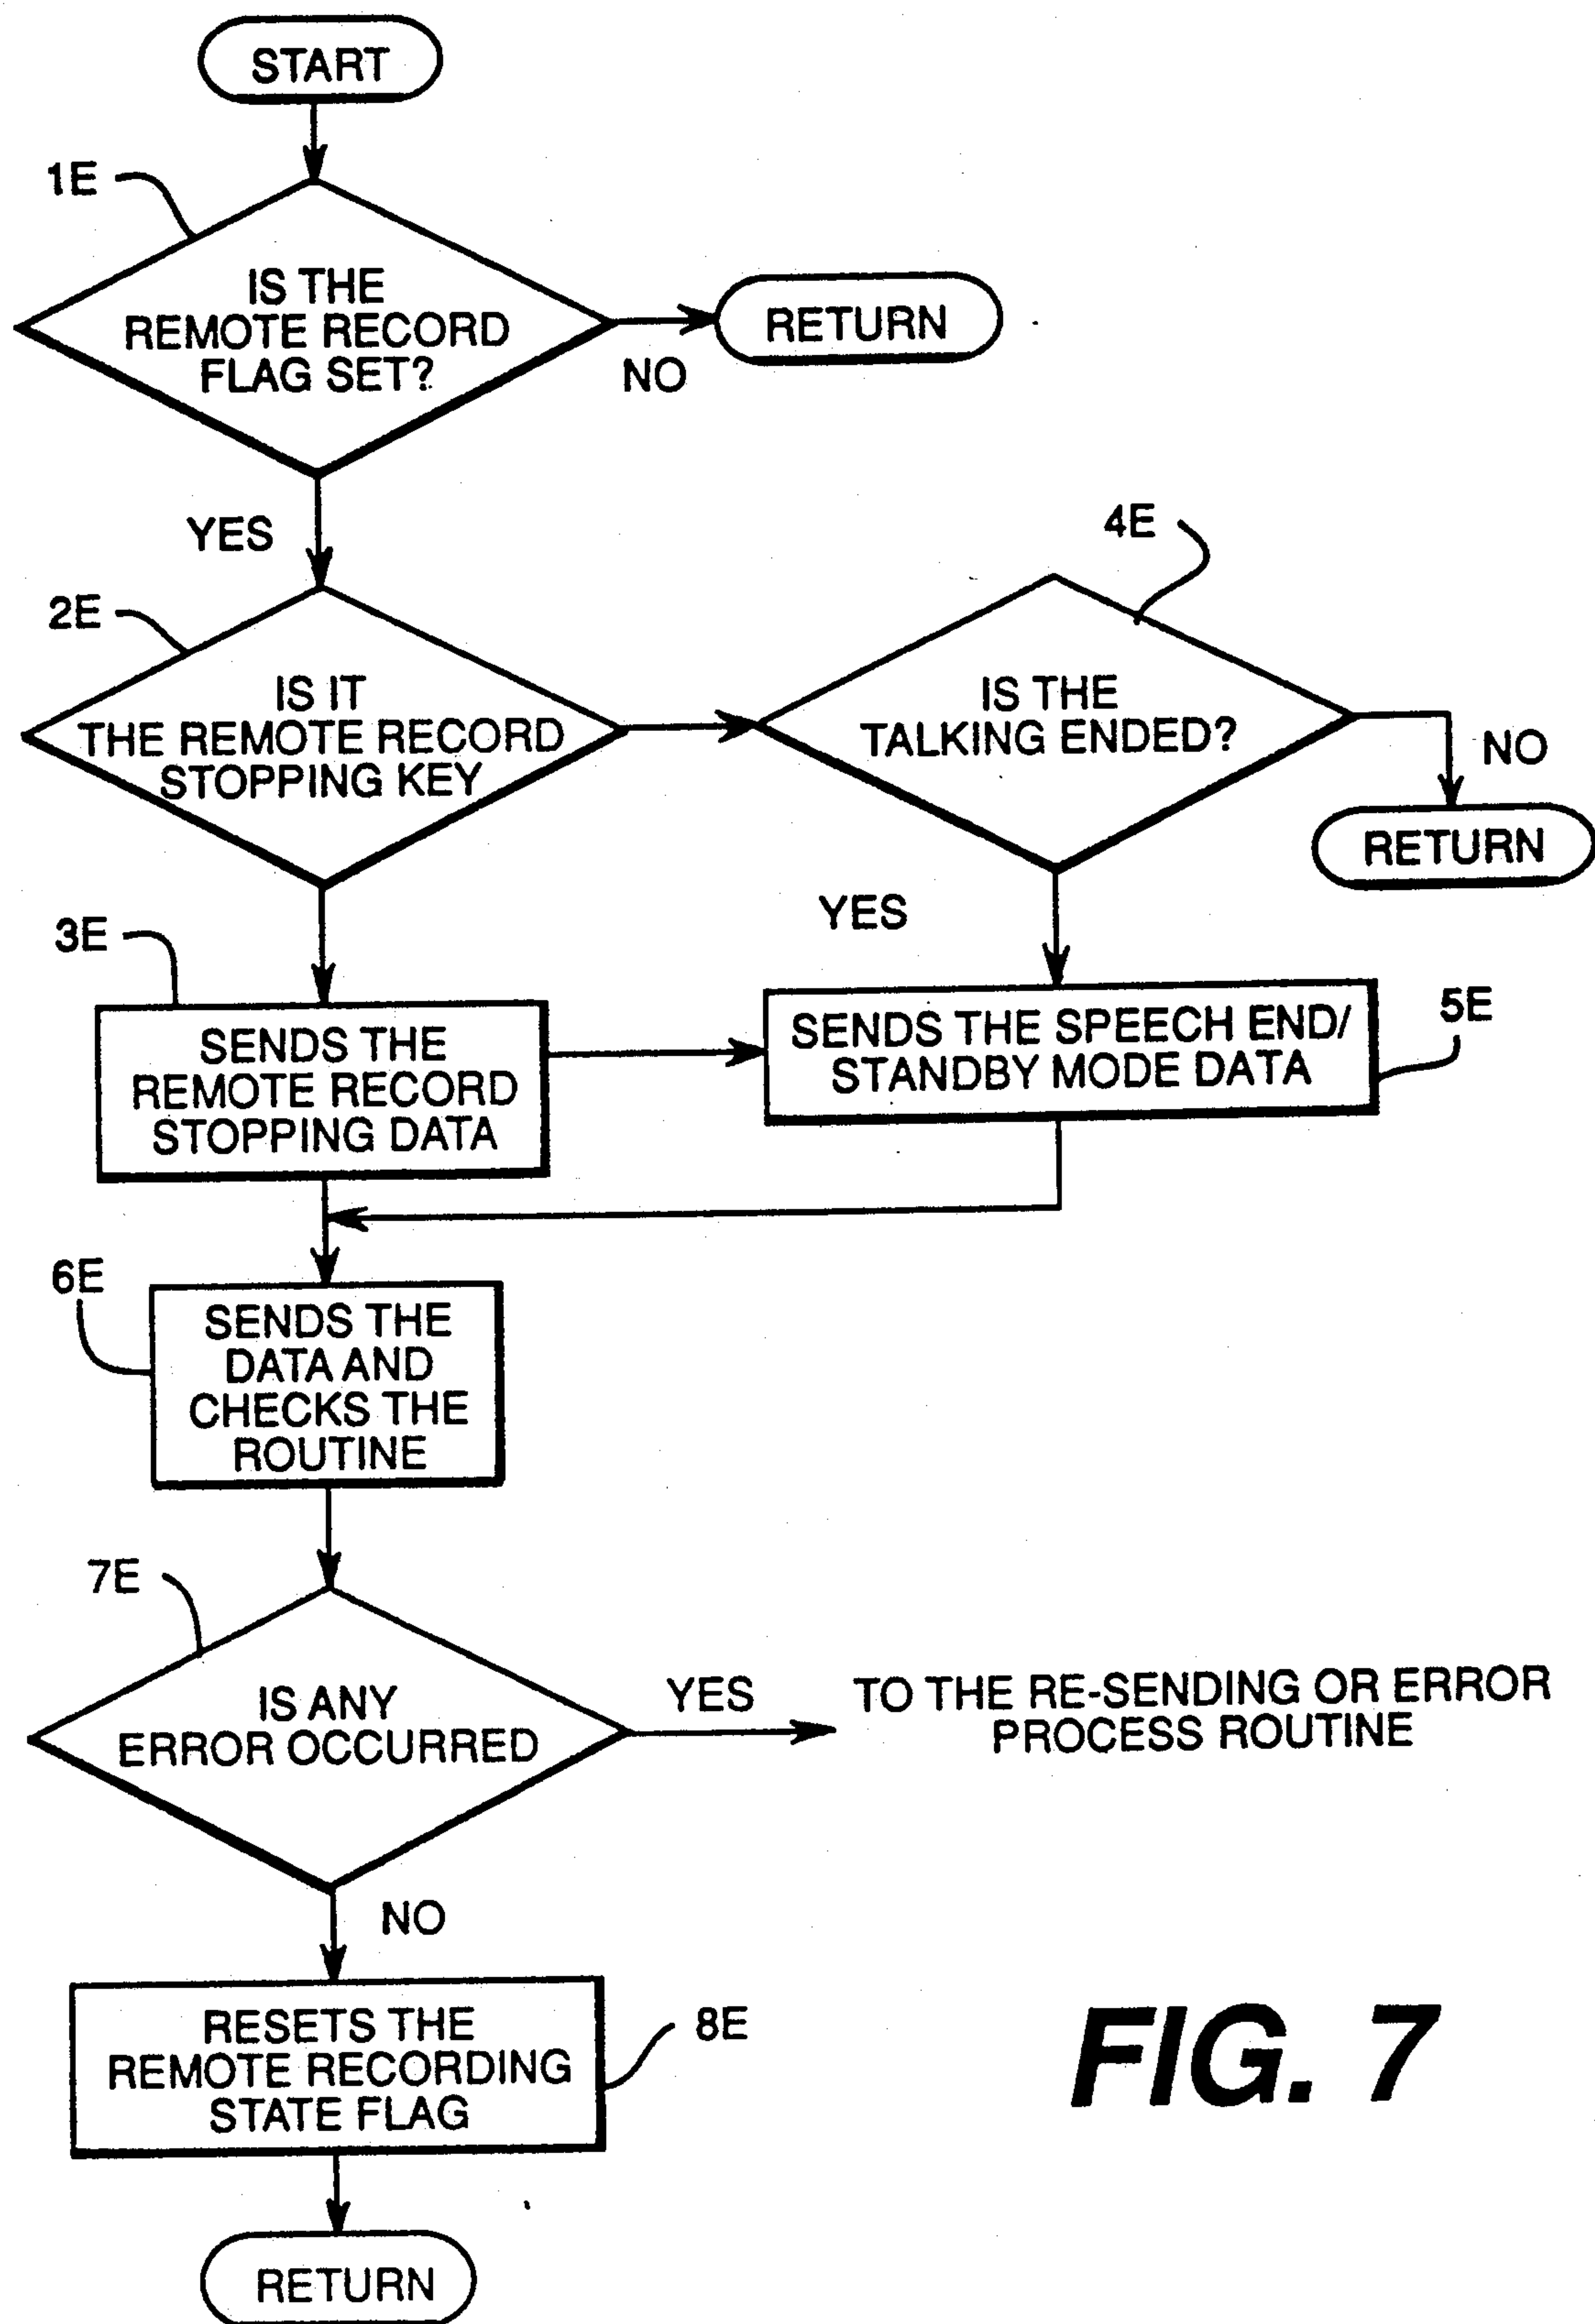 START
1E
IS THE
REMOTE RECORD
FLAG SET?
NO
RETURN
YES
2E
IS IT
THE REMOTE RECORD
STOPPING KEY
4E
IS THE
TALKING ENDED?
NO
RETURN
YES
3E
SENDS THE
REMOTE RECORD
STOPPING DATA
SENDS THE SPEECH END/
STANDBY MODE DATA
5E
6E
SENDS THE
DATA AND
CHECKS THE
ROUTINE
7E
IS ANY
ERROR OCCURRED
YES
TO THE RE-SENDING OR ERROR
PROCESS ROUTINE
NO
RESETS THE
REMOTE RECORDING
STATE FLAG
8E
RETURN
FIG. 7